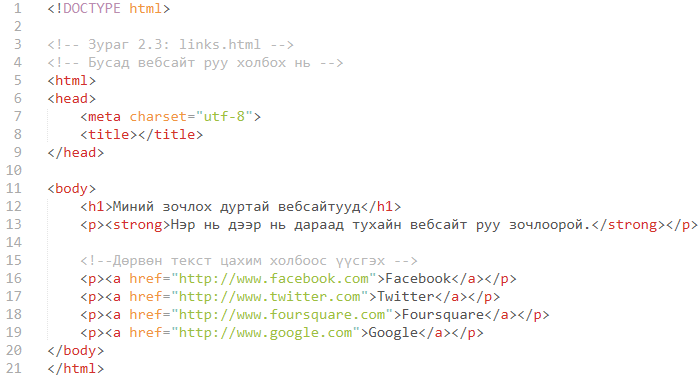 1 <!DOCTYPE html>
2
3 <!-- Зураг 2.3: links.html -->
4 <!-- Бусад вебсайт руу холбох нь -->
5 <html>
6 <head>
7     <meta charset="utf-8">
8     <title></title>
9 </head>
10
11 <body>
12     <h1>Миний зочлох дуртай вебсайтууд</h1>
13     <p><strong>Нэр нь дээр нь дараад тухайн вебсайт руу зочлоорой.</strong></p>
14
15     <!--Дөрвөн текст цахим холбоос үүсгэх -->
16     <p><a href="http://www.facebook.com">Facebook</a></p>
17     <p><a href="http://www.twitter.com">Twitter</a></p>
18     <p><a href="http://www.foursquare.com">Foursquare</a></p>
19     <p><a href="http://www.google.com">Google</a></p>
20 </body>
21 </html>